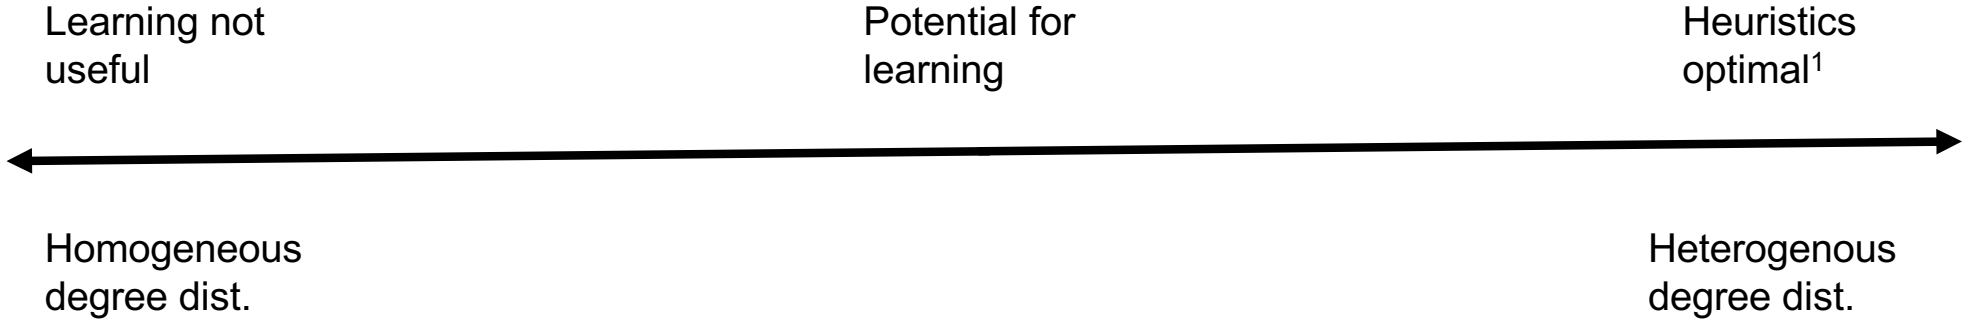 Learning not
useful
Potential for
learning
Heuristics
optimal¹
Homogeneous
degree dist.
Heterogenous
degree dist.